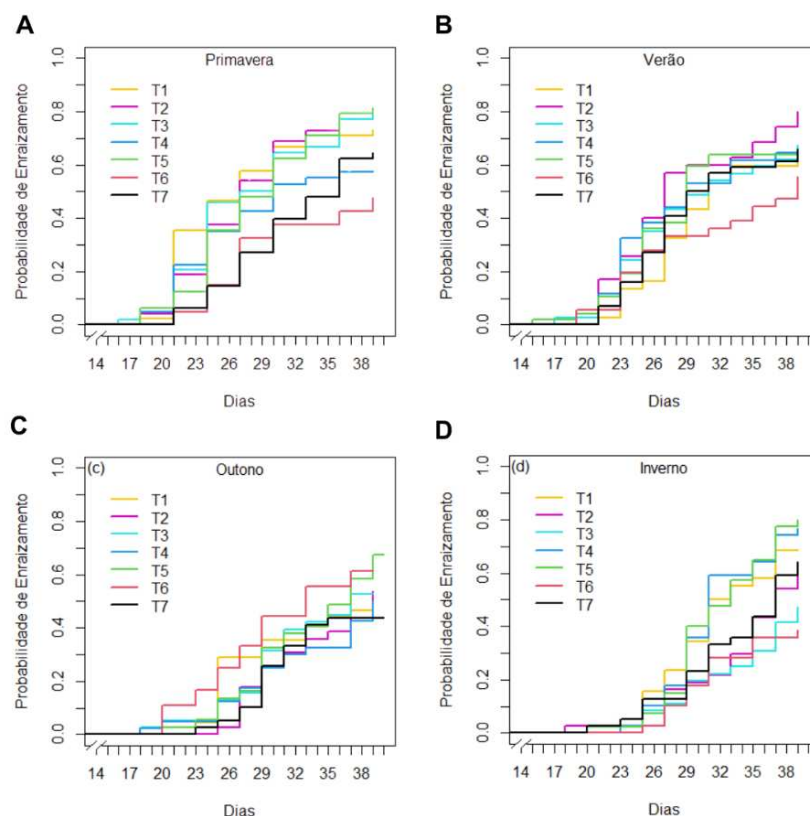 A
Primavera
Probabilidade de Enraizamento
1.0
0.8
0.6
0.4
0.2
0.0
T1
T2
T3
T4
T5
T6
T7
14 17 20 23 26 29 32 35 38
Dias
B
Verão
Probabilidade de Enraizamento
1.0
0.8
0.6
0.4
0.2
0.0
T1
T2
T3
T4
T5
T6
T7
14 17 20 23 26 29 32 35 38
Dias
C
(c)
Outono
Probabilidade de Enraizamento
1.0
0.8
0.6
0.4
0.2
0.0
T1
T2
T3
T4
T5
T6
T7
14 17 20 23 26 29 32 35 38
Dias
D
(d)
Inverno
Probabilidade de Enraizamento
1.0
0.8
0.6
0.4
0.2
0.0
T1
T2
T3
T4
T5
T6
T7
14 17 20 23 26 29 32 35 38
Dias